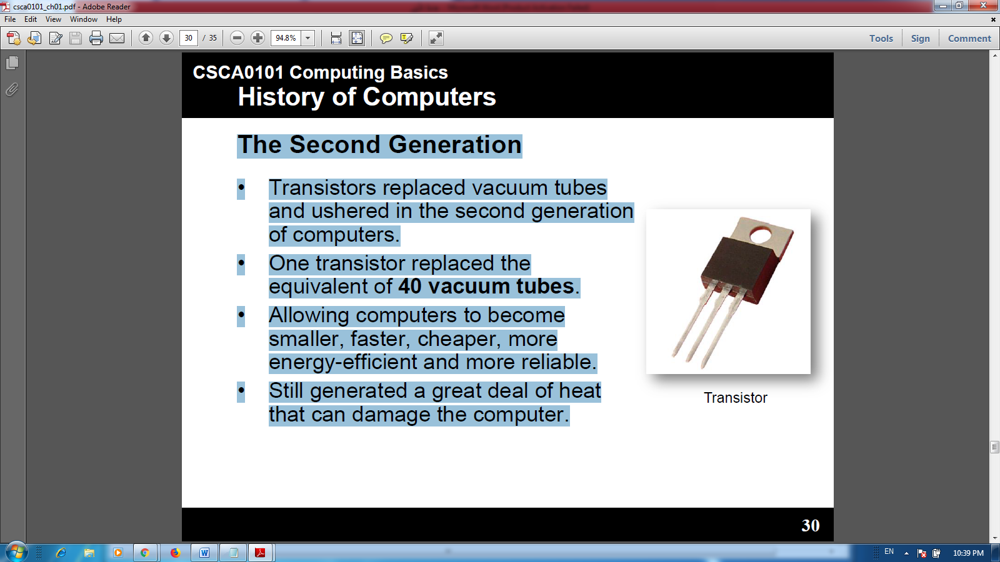 csca0101_ch01.pdf - Adobe Reader
File Edit View Window Help
30 / 35 94.8%
Tools Sign Comment
CSCA0101 Computing Basics
History of Computers
The Second Generation
• Transistors replaced vacuum tubes
and ushered in the second generation
of computers.
• One transistor replaced the
equivalent of 40 vacuum tubes.
• Allowing computers to become
smaller, faster, cheaper, more
energy-efficient and more reliable.
• Still generated a great deal of heat
that can damage the computer.
Transistor
30
EN 10:39 PM